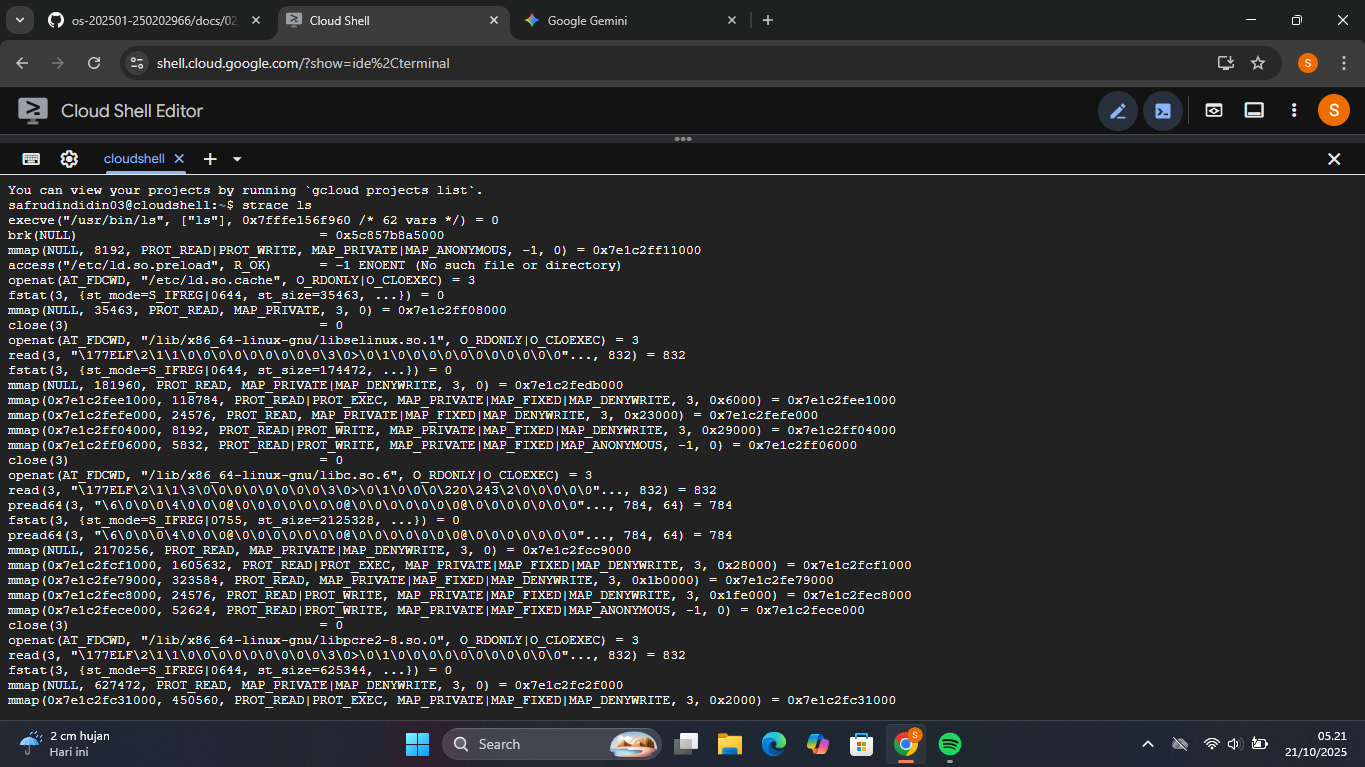 os-202501-250202966/docs/02
Cloud Shell
Google Gemini
shell.cloud.google.com/?show=ide%2Cterminal
S
Cloud Shell Editor
S
cloudshell
You can view your projects by running `gcloud projects list`.
safrudindidin03@cloudshell:~$ strace ls
execve("/usr/bin/ls", ["ls"], 0x7fffe156f960 /* 62 vars */) = 0
brk(NULL)                               = 0x5c857b8a5000
mmap(NULL, 8192, PROT_READ|PROT_WRITE, MAP_PRIVATE|MAP_ANONYMOUS, -1, 0) = 0x7e1c2ff11000
access("/etc/ld.so.preload", R_OK)      = -1 ENOENT (No such file or directory)
openat(AT_FDCWD, "/etc/ld.so.cache", O_RDONLY|O_CLOEXEC) = 3
fstat(3, {st_mode=S_IFREG|0644, st_size=35463, ...}) = 0
mmap(NULL, 35463, PROT_READ, MAP_PRIVATE, 3, 0) = 0x7e1c2ff08000
close(3)                                = 0
openat(AT_FDCWD, "/lib/x86_64-linux-gnu/libselinux.so.1", O_RDONLY|O_CLOEXEC) = 3
read(3, "\177ELF\2\1\1\0\0\0\0\0\0\0\0\0\3\0>\0\1\0\0\0\0\0\0\0\0\0\0\0"..., 832) = 832
fstat(3, {st_mode=S_IFREG|0644, st_size=174472, ...}) = 0
mmap(NULL, 181960, PROT_READ, MAP_PRIVATE|MAP_DENYWRITE, 3, 0) = 0x7e1c2fedb000
mmap(0x7e1c2fee1000, 118784, PROT_READ|PROT_EXEC, MAP_PRIVATE|MAP_FIXED|MAP_DENYWRITE, 3, 0x6000) = 0x7e1c2fee1000
mmap(0x7e1c2fefe000, 24576, PROT_READ, MAP_PRIVATE|MAP_FIXED|MAP_DENYWRITE, 3, 0x23000) = 0x7e1c2fefe000
mmap(0x7e1c2ff04000, 8192, PROT_READ|PROT_WRITE, MAP_PRIVATE|MAP_FIXED|MAP_DENYWRITE, 3, 0x29000) = 0x7e1c2ff04000
mmap(0x7e1c2ff06000, 5832, PROT_READ|PROT_WRITE, MAP_PRIVATE|MAP_FIXED|MAP_ANONYMOUS, -1, 0) = 0x7e1c2ff06000
close(3)                                = 0
openat(AT_FDCWD, "/lib/x86_64-linux-gnu/libc.so.6", O_RDONLY|O_CLOEXEC) = 3
read(3, "\177ELF\2\1\1\3\0\0\0\0\0\0\0\0\3\0>\0\1\0\0\0\220\243\2\0\0\0\0\0"..., 832) = 832
pread64(3, "\6\0\0\0\4\0\0\0@\0\0\0\0\0\0\0@\0\0\0\0\0\0\0@\0\0\0\0\0\0\0"..., 784, 64) = 784
fstat(3, {st_mode=S_IFREG|0755, st_size=2125328, ...}) = 0
pread64(3, "\6\0\0\0\4\0\0\0@\0\0\0\0\0\0\0@\0\0\0\0\0\0\0@\0\0\0\0\0\0\0"..., 784, 64) = 784
mmap(NULL, 2170256, PROT_READ, MAP_PRIVATE|MAP_DENYWRITE, 3, 0) = 0x7e1c2fcc9000
mmap(0x7e1c2fcf1000, 1605632, PROT_READ|PROT_EXEC, MAP_PRIVATE|MAP_FIXED|MAP_DENYWRITE, 3, 0x28000) = 0x7e1c2fcf1000
mmap(0x7e1c2fe79000, 323584, PROT_READ, MAP_PRIVATE|MAP_FIXED|MAP_DENYWRITE, 3, 0x1b0000) = 0x7e1c2fe79000
mmap(0x7e1c2fec8000, 24576, PROT_READ|PROT_WRITE, MAP_PRIVATE|MAP_FIXED|MAP_DENYWRITE, 3, 0x1fe000) = 0x7e1c2fec8000
mmap(0x7e1c2fece000, 52624, PROT_READ|PROT_WRITE, MAP_PRIVATE|MAP_FIXED|MAP_ANONYMOUS, -1, 0) = 0x7e1c2fece000
close(3)                                = 0
openat(AT_FDCWD, "/lib/x86_64-linux-gnu/libpcre2-8.so.0", O_RDONLY|O_CLOEXEC) = 3
read(3, "\177ELF\2\1\1\0\0\0\0\0\0\0\0\0\3\0>\0\1\0\0\0\0\0\0\0\0\0\0\0"..., 832) = 832
fstat(3, {st_mode=S_IFREG|0644, st_size=625344, ...}) = 0
mmap(NULL, 627472, PROT_READ, MAP_PRIVATE|MAP_DENYWRITE, 3, 0) = 0x7e1c2fc2f000
mmap(0x7e1c2fc31000, 450560, PROT_READ|PROT_EXEC, MAP_PRIVATE|MAP_FIXED|MAP_DENYWRITE, 3, 0x2000) = 0x7e1c2fc31000
2 cm hujan
Hari ini
Search
S
05.21
21/10/2025